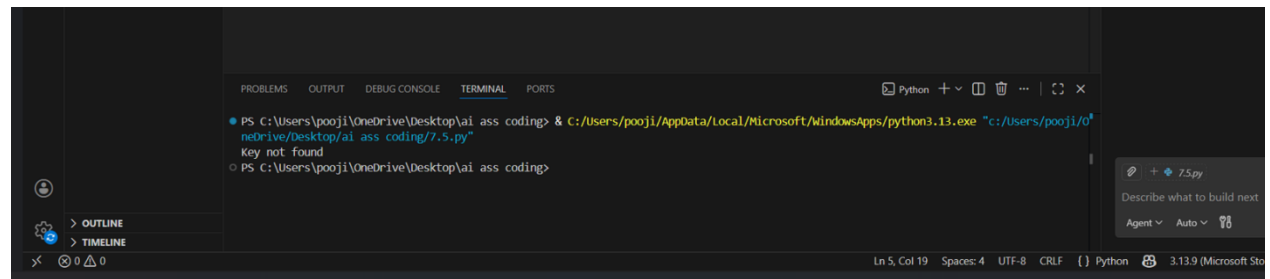 PROBLEMS OUTPUT DEBUG CONSOLE TERMINAL PORTS
Python
PS C:\Users\pooji\OneDrive\Desktop\ai ass coding> & C:/Users/pooji/AppData/Local/Microsoft/WindowsApps/python3.13.exe "c:/Users/pooji/O
neDrive/Desktop/ai ass coding/7.5.py"
Key not found
PS C:\Users\pooji\OneDrive\Desktop\ai ass coding>
7.5.py
Describe what to build next
Agent Auto
OUTLINE
TIMELINE
0 0 Ln 5, Col 19 Spaces: 4 UTF-8 CRLF {} Python 3.13.9 (Microsoft Sto